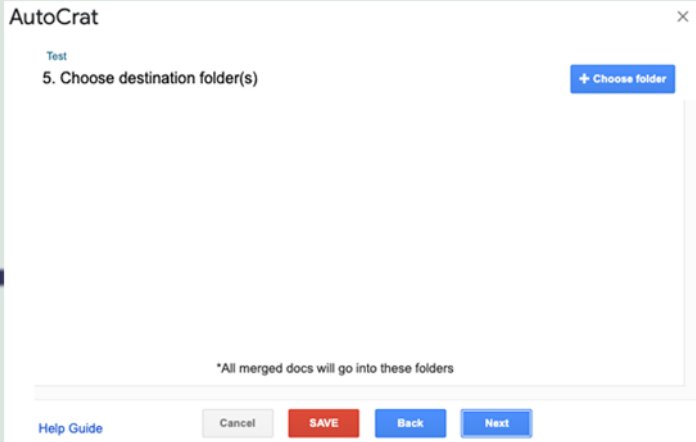 AutoCrat
×
Test
5. Choose destination folder(s)
+ Choose folder
*All merged docs will go into these folders
Help Guide
Cancel
SAVE
Back
Next